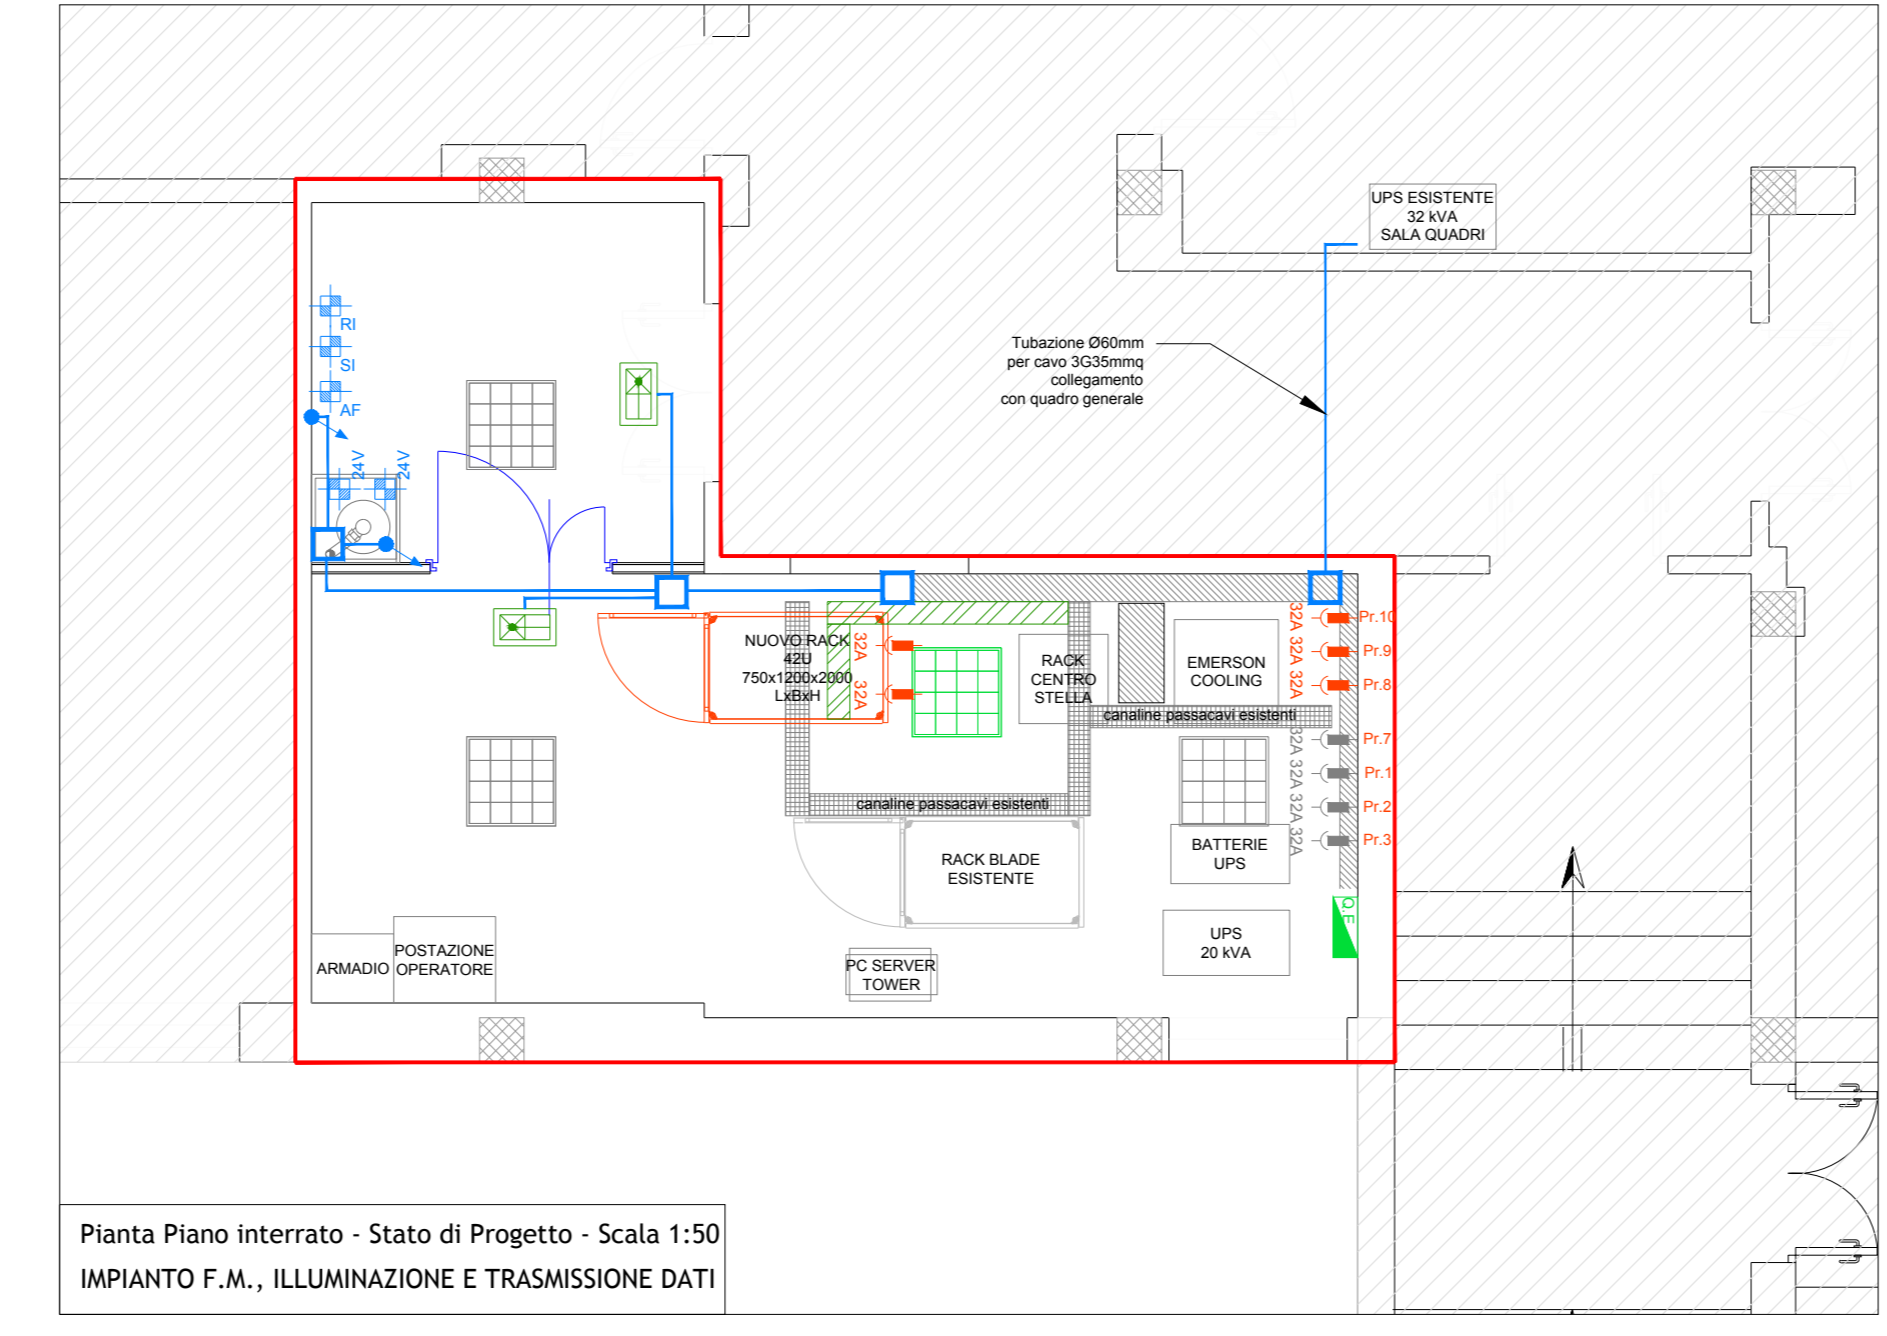 UPS ESISTENTE
32 kVA
SALA QUADRI
Tubazione Ø60mm
per cavo 3G35mmq
collegamento
con quadro generale
RI
SI
AF
24V
24V
NUOVO RACK
42U
750x1200x2000
LxBxH
32A
32A
RACK
CENTRO
STELLA
EMERSON
COOLING
canaline passacavi esistenti
32A
Pr.10
32A
Pr.9
32A
Pr.8
32A
Pr.7
32A
Pr.1
32A
Pr.2
32A
Pr.3
canaline passacavi esistenti
RACK BLADE
ESISTENTE
BATTERIE
UPS
UPS
20 kVA
Q.E.
ARMADIO
POSTAZIONE
OPERATORE
PC SERVER
TOWER
Pianta Piano interrato - Stato di Progetto - Scala 1:50
IMPIANTO F.M., ILLUMINAZIONE E TRASMISSIONE DATI